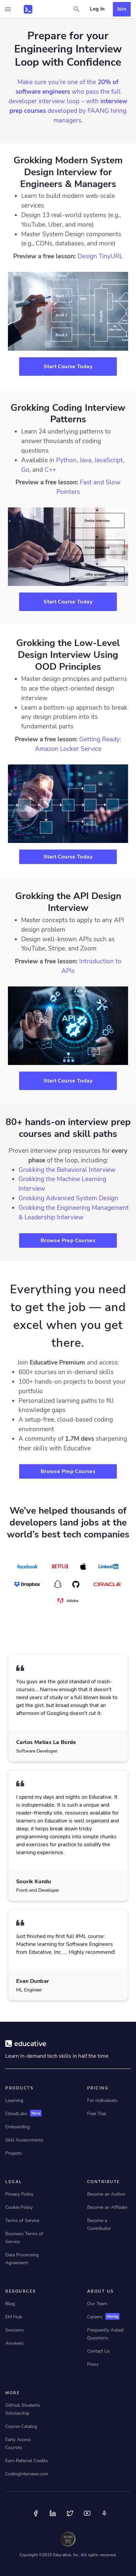 Log In
Join
Prepare for your
Engineering Interview
Loop with Confidence
Make sure you're one of the 20% of
software engineers who pass the full
developer interview loop – with interview
prep courses developed by FAANG hiring
managers.
Grokking Modern System
Design Interview for
Engineers & Managers
Learn to build modern web-scale
services
Design 13 real-world systems (e.g.,
YouTube, Uber, and more)
Master System Design components
(e.g., CDNs, databases, and more)
Preview a free lesson: Design TinyURL
Start Course Today
Grokking Coding Interview
Patterns
Learn 24 underlying patterns to
answer thousands of coding
questions
Available in Python, Java, JavaScript,
Go, and C++
Preview a free lesson: Fast and Slow
Pointers
Start Course Today
Grokking the Low-Level
Design Interview Using
OOD Principles
Master design principles and patterns
to ace the object-oriented design
interview
Learn a bottom-up approach to break
any design problem into
fundamental parts
Preview a free lesson: Getting Ready:
Amazon Locker Service
Start Course Today
Grokking the API Design
Interview
Master concepts to apply to any API
design problem
Design well-known APIs such as
YouTube, Stripe, and Zoom
Preview a free lesson: Introduction to
APIs
API
Start Course Today
80+ hands-on interview prep
courses and skill paths
Proven interview prep resources for every
phase of the loop, including:
Grokking the Behavioral Interview
Grokking the Machine Learning
Interview
Grokking Advanced System Design
Grokking the Engineering Management
& Leadership Interview
Browse Prep Courses
Everything you need
to get the job — and
excel when you get
there.
Join Educative Premium and access:
600+ courses on in-demand skills
100+ hands-on projects to boost your
portfolio
Personalized learning paths to fill
knowledge gaps
A setup-free, cloud-based coding
environment
A community of 1.7M devs sharpening
their skills with Educative
Browse Prep Courses
We've helped thousands of
developers land jobs at the
world's best tech companies
facebook
NETFLIX
LinkedIn
Dropbox
ORACLE
Adobe
You guys are the gold standard of crash-
courses... Narrow enough that it doesn't
need years of study or a full blown book to
get the gist, but broad enough that an
afternoon of Googling doesn't cut it.
Carlos Matias La Borde
Software Developer
I spend my days and nights on Educative. It
is indispensable. It is such a unique and
reader-friendly site, resources available for
learners on Educative is well organized and
deeply explained. I love the way author
writes, it helps break down tricky
programming concepts into smaller chunks
and provides examples for solidifying the
learning experience.
Souvik Kundu
Front-end Developer
Just finished my first full #ML course:
Machine learning for Software Engineers
from Educative, Inc. ... Highly recommend!
Evan Dunbar
ML Engineer
educative
Learn in-demand tech skills in half the time
PRODUCTS
Learning
CloudLabs New
Onboarding
Skill Assessments
Projects
PRICING
For Individuals
Free Trial
LEGAL
Privacy Policy
Cookie Policy
Terms of Service
Business Terms of
Service
Data Processing
Agreement
CONTRIBUTE
Become an Author
Become an Affiliate
Become a
Contributor
RESOURCES
Blog
EM Hub
Sessions
Answers
ABOUT US
Our Team
Careers Hiring
Frequently Asked
Questions
Contact Us
Press
MORE
GitHub Students
Scholarship
Course Catalog
Early Access
Courses
Earn Referral Credits
CodingInterview.com
Copyright ©2023 Educative, Inc. All rights reserved.